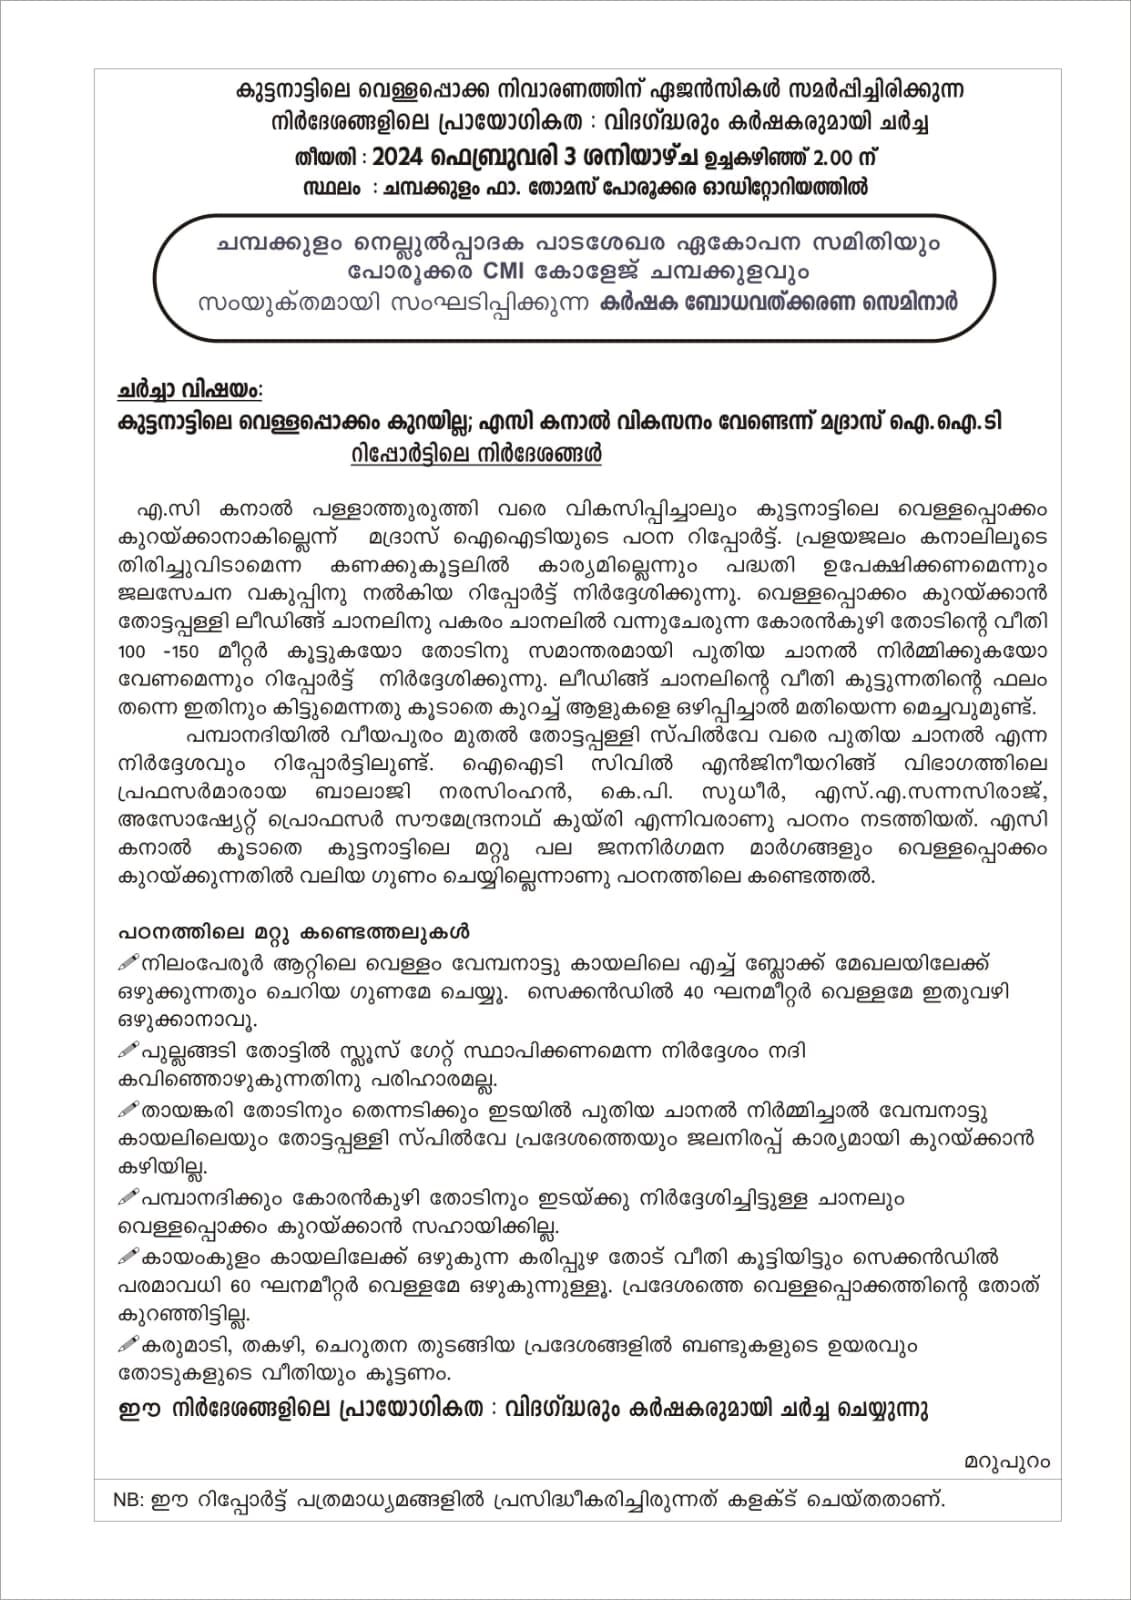 കുട്ടനാട്ടിലെ വെള്ളപ്പൊക്ക നിവാരണത്തിന് ഏജൻസികൾ സമർപ്പിച്ചിരിക്കുന്ന
നിർദേശങ്ങളിലെ പ്രായോഗികത : വിദഗ്ദ്ധരും കർഷകരുമായി ചർച്ച
തീയതി : 2024 ഫെബ്രുവരി 3 ശനിയാഴ്ച ഉച്ചകഴിഞ്ഞ് 2.00 ന്
സ്ഥലം : ചമ്പക്കുളം ഫാ. തോമസ് പോരൂക്കര ഓഡിറ്റോറിയത്തിൽ
ചമ്പക്കുളം നെല്ലുൽപ്പാദക പാടശേഖര ഏകോപന സമിതിയും
പോരൂക്കര CMI കോളേജ് ചമ്പക്കുളവും
സംയുക്തമായി സംഘടിപ്പിക്കുന്ന കർഷക ബോധവത്ക്കരണ സെമിനാർ
ചർച്ചാ വിഷയം:
കുട്ടനാട്ടിലെ വെള്ളപ്പൊക്കം കുറയില്ല; എസി കനാൽ വികസനം വേണ്ടെന്ന് മദ്രാസ് ഐ.ഐ.ടി
റിപ്പോർട്ടിലെ നിർദേശങ്ങൾ
എ.സി കനാൽ പള്ളാത്തുരുത്തി വരെ വികസിപ്പിച്ചാലും കുട്ടനാട്ടിലെ വെള്ളപ്പൊക്കം
കുറയ്ക്കാനാകില്ലെന്ന് മദ്രാസ് ഐഐടിയുടെ പഠന റിപ്പോർട്ട്. പ്രളയജലം കനാലിലൂടെ
തിരിച്ചുവിടാമെന്ന കണക്കുകൂട്ടലിൽ കാര്യമില്ലെന്നും പദ്ധതി ഉപേക്ഷിക്കണമെന്നും
ജലസേചന വകുപ്പിനു നൽകിയ റിപ്പോർട്ട് നിർദ്ദേശിക്കുന്നു. വെള്ളപ്പൊക്കം കുറയ്ക്കാൻ
തോട്ടപ്പള്ളി ലീഡിങ്ങ് ചാനലിനു പകരം ചാനലിൽ വന്നുചേരുന്ന കോരൻകുഴി തോടിന്റെ വീതി
100 -150 മീറ്റർ കൂട്ടുകയോ തോടിനു സമാന്തരമായി പുതിയ ചാനൽ നിർമ്മിക്കുകയോ
വേണമെന്നും റിപ്പോർട്ട് നിർദ്ദേശിക്കുന്നു. ലീഡിങ്ങ് ചാനലിന്റെ വീതി കൂട്ടുന്നതിന്റെ ഫലം
തന്നെ ഇതിനും കിട്ടുമെന്നതു കൂടാതെ കുറച്ച് ആളുകളെ ഒഴിപ്പിച്ചാൽ മതിയെന്ന മെച്ചവുമുണ്ട്.
പമ്പാനദിയിൽ വീയപുരം മുതൽ തോട്ടപ്പള്ളി സ്പിൽവേ വരെ പുതിയ ചാനൽ എന്ന
നിർദ്ദേശവും റിപ്പോർട്ടിലുണ്ട്. ഐഐടി സിവിൽ എൻജിനീയറിങ്ങ് വിഭാഗത്തിലെ
പ്രഫസർമാരായ ബാലാജി നരസിംഹൻ, കെ.പി. സുധീർ, എസ്.എ.സന്നസിരാജ്,
അസോഷ്യേറ്റ് പ്രൊഫസർ സൗമേന്ദ്രനാഥ് കുയ്‌രി എന്നിവരാണു പഠനം നടത്തിയത്. എസി
കനാൽ കൂടാതെ കുട്ടനാട്ടിലെ മറ്റു പല ജനനിർഗമന മാർഗങ്ങളും വെള്ളപ്പൊക്കം
കുറയ്ക്കുന്നതിൽ വലിയ ഗുണം ചെയ്യില്ലെന്നാണു പഠനത്തിലെ കണ്ടെത്തൽ.
പഠനത്തിലെ മറ്റു കണ്ടെത്തലുകൾ
നിലംപേരൂർ ആറ്റിലെ വെള്ളം വേമ്പനാട്ടു കായലിലെ എച്ച് ബ്ലോക്ക് മേഖലയിലേക്ക്
ഒഴുക്കുന്നതും ചെറിയ ഗുണമേ ചെയ്യൂ. സെക്കൻഡിൽ 40 ഘനമീറ്റർ വെള്ളമേ ഇതുവഴി
ഒഴുക്കാനാവൂ.
പുല്ലങ്ങടി തോട്ടിൽ സ്ലൂസ് ഗേറ്റ് സ്ഥാപിക്കണമെന്ന നിർദ്ദേശം നദി
കവിഞ്ഞൊഴുകുന്നതിനു പരിഹാരമല്ല.
തായങ്കരി തോടിനും തെന്നടിക്കും ഇടയിൽ പുതിയ ചാനൽ നിർമ്മിച്ചാൽ വേമ്പനാട്ടു
കായലിലെയും തോട്ടപ്പള്ളി സ്പിൽവേ പ്രദേശത്തെയും ജലനിരപ്പ് കാര്യമായി കുറയ്ക്കാൻ
കഴിയില്ല.
പമ്പാനദിക്കും കോരൻകുഴി തോടിനും ഇടയ്ക്കു നിർദ്ദേശിച്ചിട്ടുള്ള ചാനലും
വെള്ളപ്പൊക്കം കുറയ്ക്കാൻ സഹായിക്കില്ല.
കായംകുളം കായലിലേക്ക് ഒഴുകുന്ന കരിപ്പുഴ തോട് വീതി കൂട്ടിയിട്ടും സെക്കൻഡിൽ
പരമാവധി 60 ഘനമീറ്റർ വെള്ളമേ ഒഴുകുന്നുള്ളൂ. പ്രദേശത്തെ വെള്ളപ്പൊക്കത്തിന്റെ തോത്
കുറഞ്ഞിട്ടില്ല.
കരുമാടി, തകഴി, ചെറുതന തുടങ്ങിയ പ്രദേശങ്ങളിൽ ബണ്ടുകളുടെ ഉയരവും
തോടുകളുടെ വീതിയും കൂട്ടണം.
ഈ നിർദേശങ്ങളിലെ പ്രായോഗികത : വിദഗ്ദ്ധരും കർഷകരുമായി ചർച്ച ചെയ്യുന്നു
മറുപുറം
NB: ഈ റിപ്പോർട്ട് പത്രമാധ്യമങ്ങളിൽ പ്രസിദ്ധീകരിച്ചിരുന്നത് കളക്ട് ചെയ്തതാണ്.